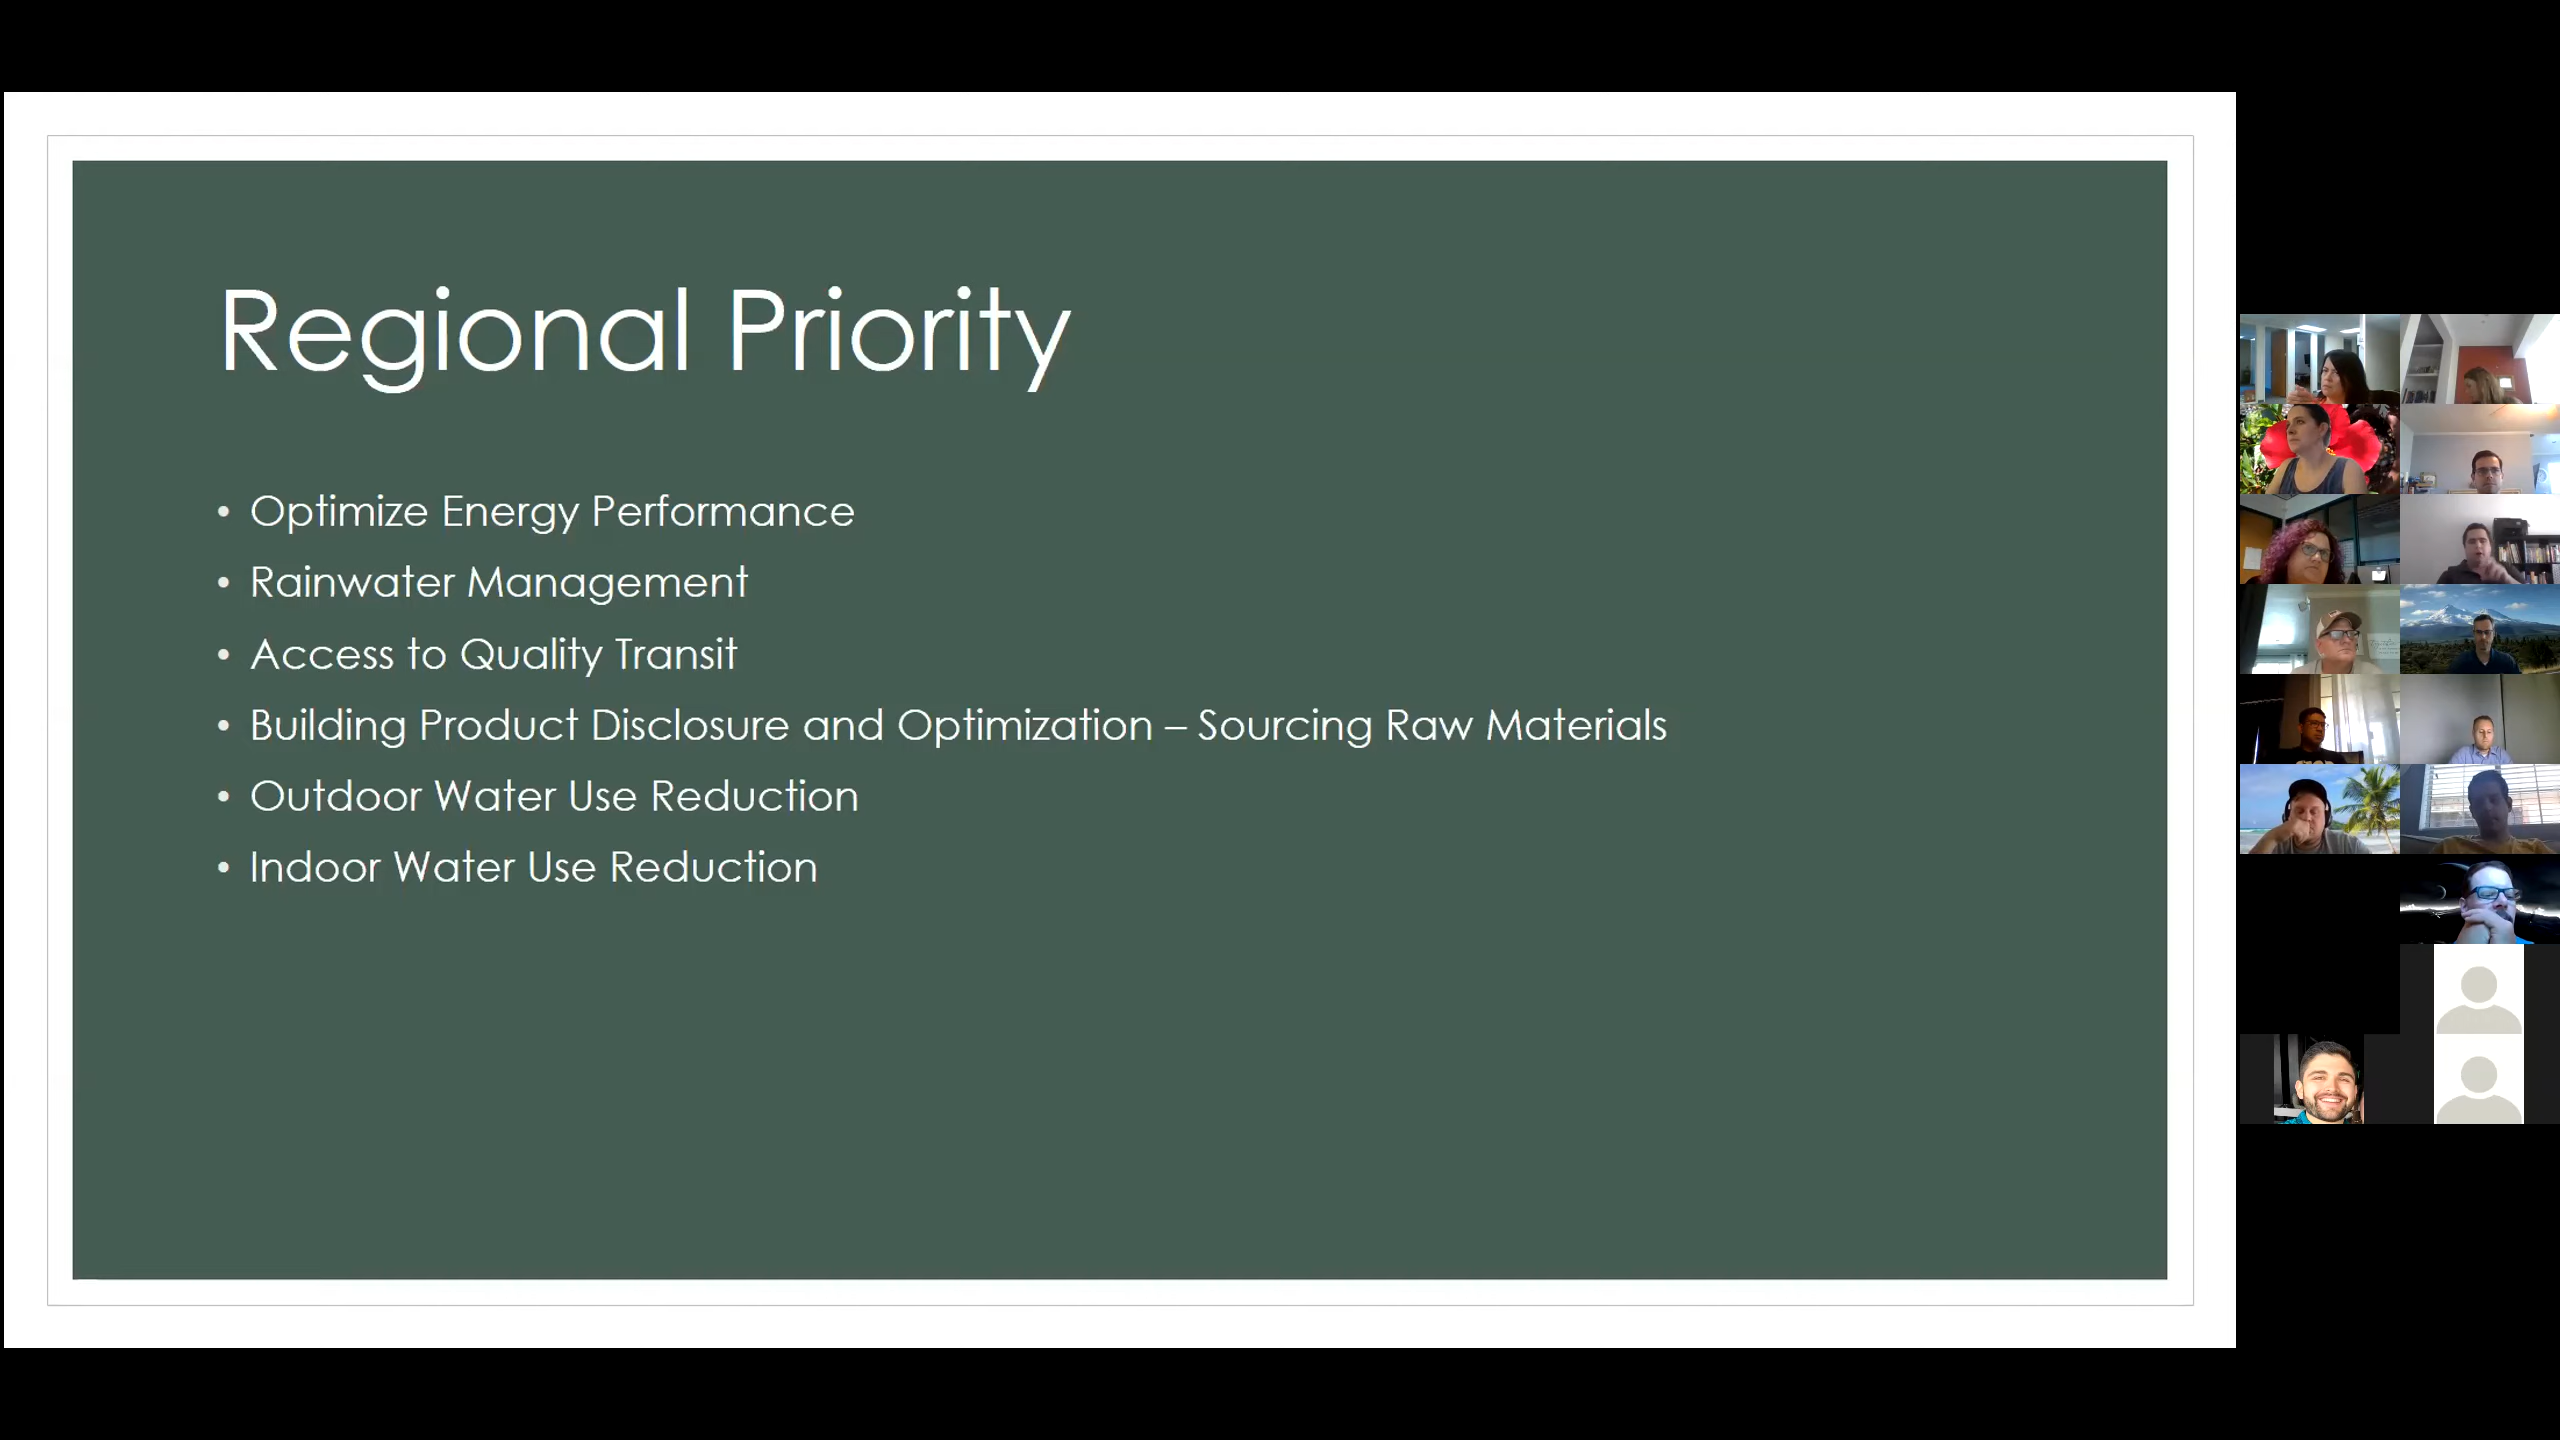 Regional Priority
• Optimize Energy Performance
• Rainwater Management
• Access to Quality Transit
• Building Product Disclosure and Optimization – Sourcing Raw Materials
• Outdoor Water Use Reduction
• Indoor Water Use Reduction